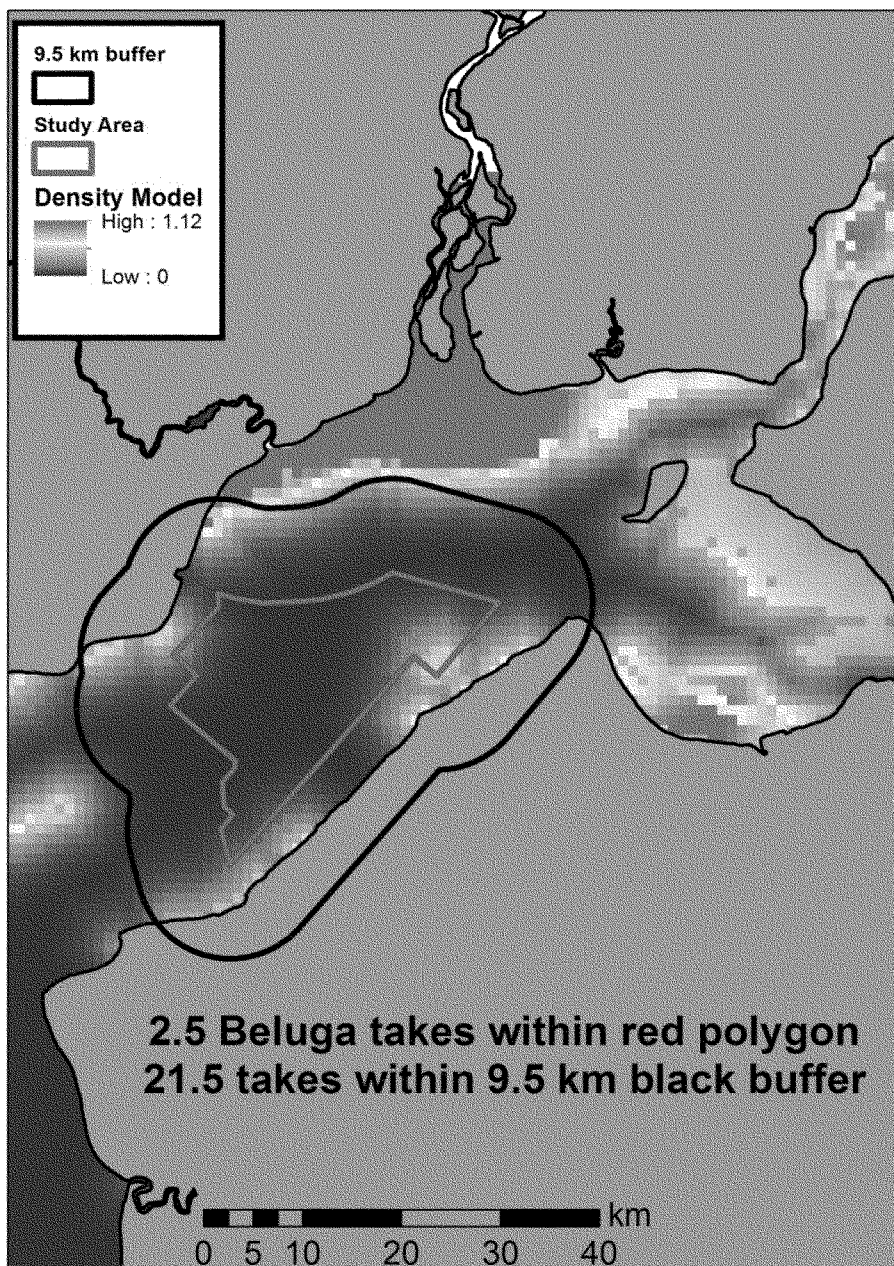 9.5 km buffer
Study Area
Density Model
High : 1.12
Low : 0
2.5 Beluga takes within red polygon
21.5 takes within 9.5 km black buffer
km
0 5 10 20 30 40